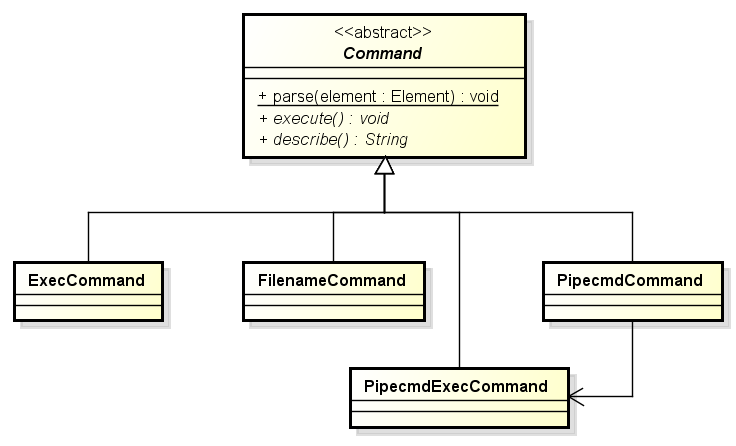 <<abstract>>
Command
+ parse(element : Element) : void
+ execute() : void
+ describe() : String
ExecCommand
FilenameCommand
PipecmdCommand
PipecmdExecCommand